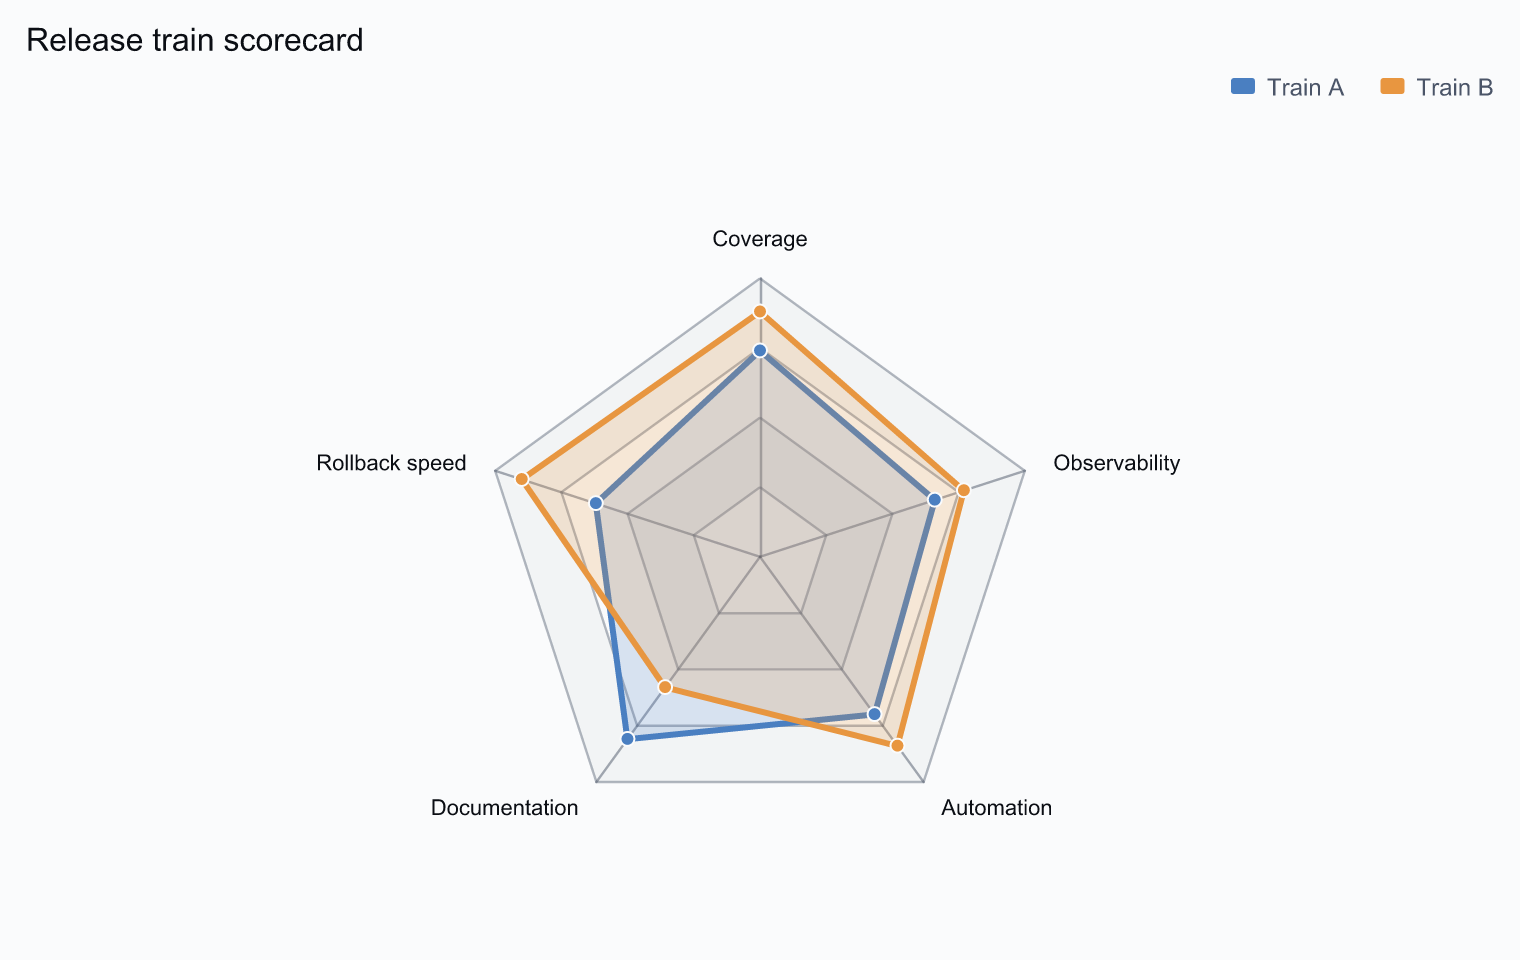 Release train scorecard
Train A
Train B
Coverage
Rollback speed
Observability
Documentation
Automation